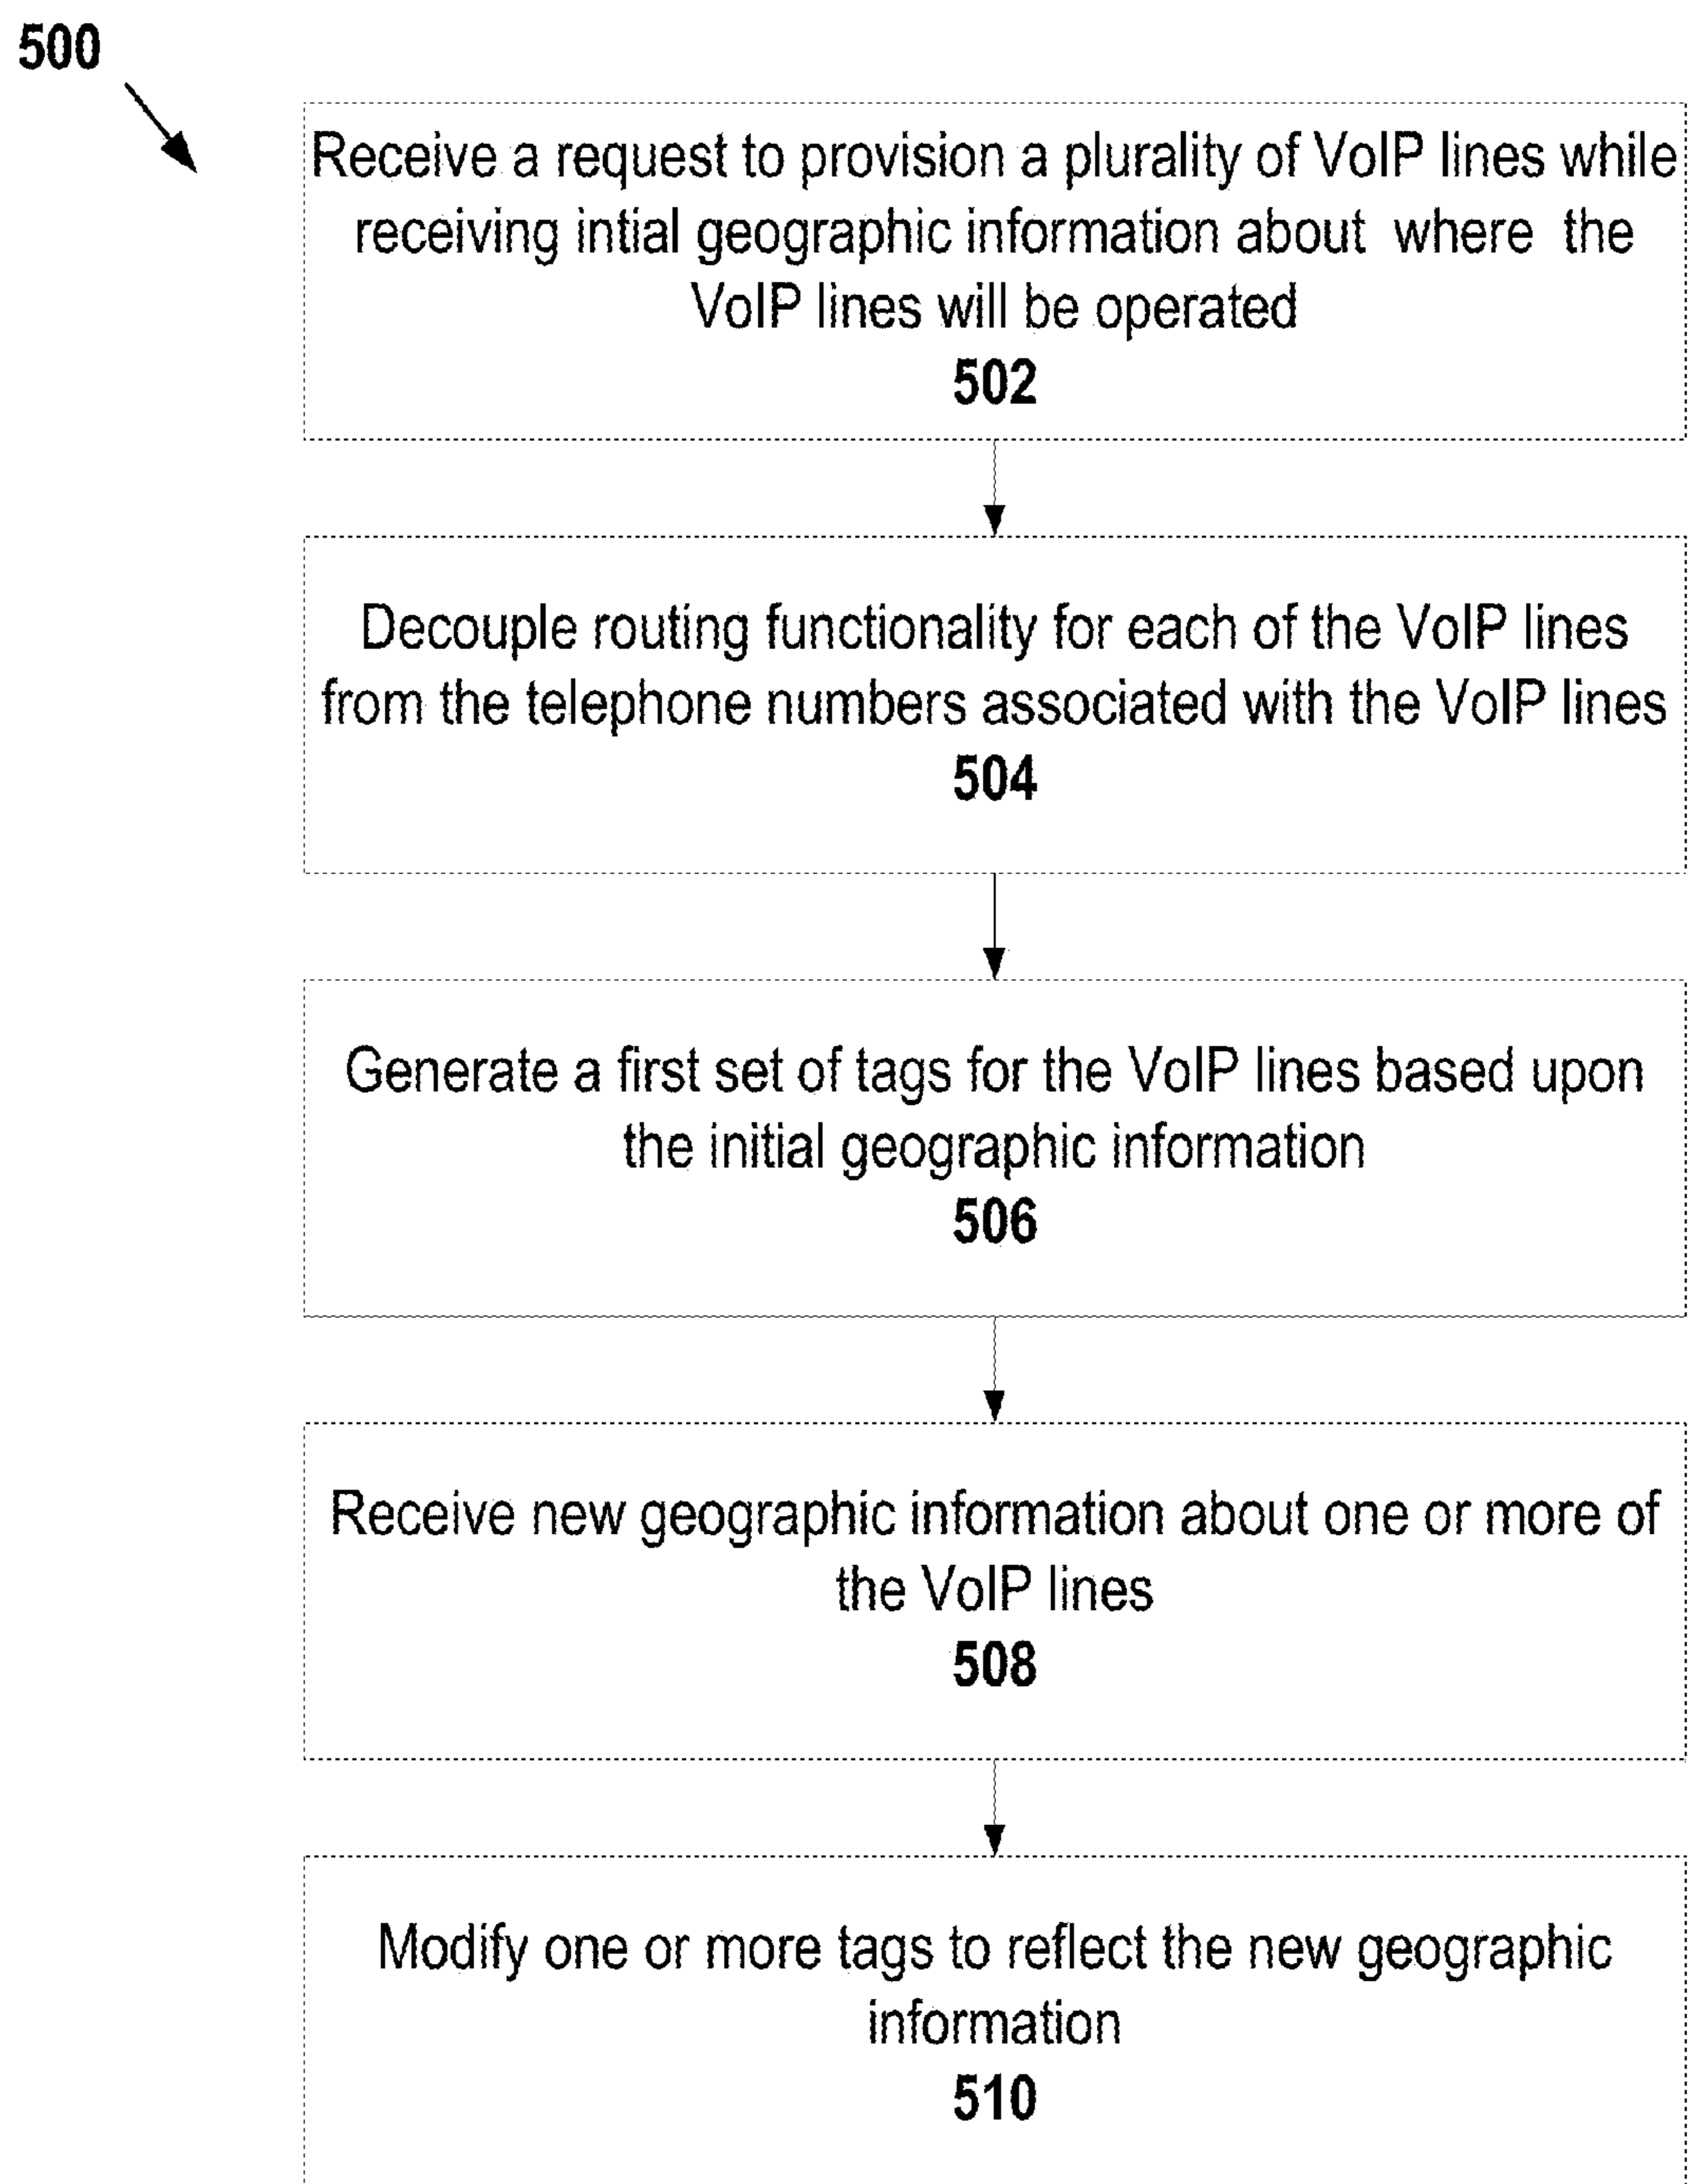 500
Receive a request to provision a plurality of VoIP lines while
receiving intial geographic information about where the
VoIP lines will be operated
502
Decouple routing functionality for each of the VoIP lines
from the telephone numbers associated with the VoIP lines
504
Generate a first set of tags for the VoIP lines based upon
the initial geographic information
506
Receive new geographic information about one or more of
the VoIP lines
508
Modify one or more tags to reflect the new geographic
information
510